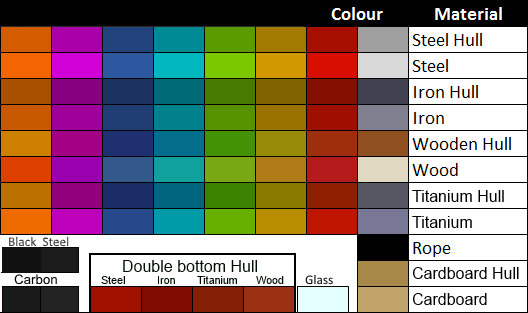 Colour Material
Steel Hull
Steel
Iron Hull
Iron
Wooden Hull
Wood
Titanium Hull
Titanium
Black Steel
Rope
Double bottom Hull
Cardboard Hull
Carbon
Steel Iron Titanium Wood Glass
Cardboard